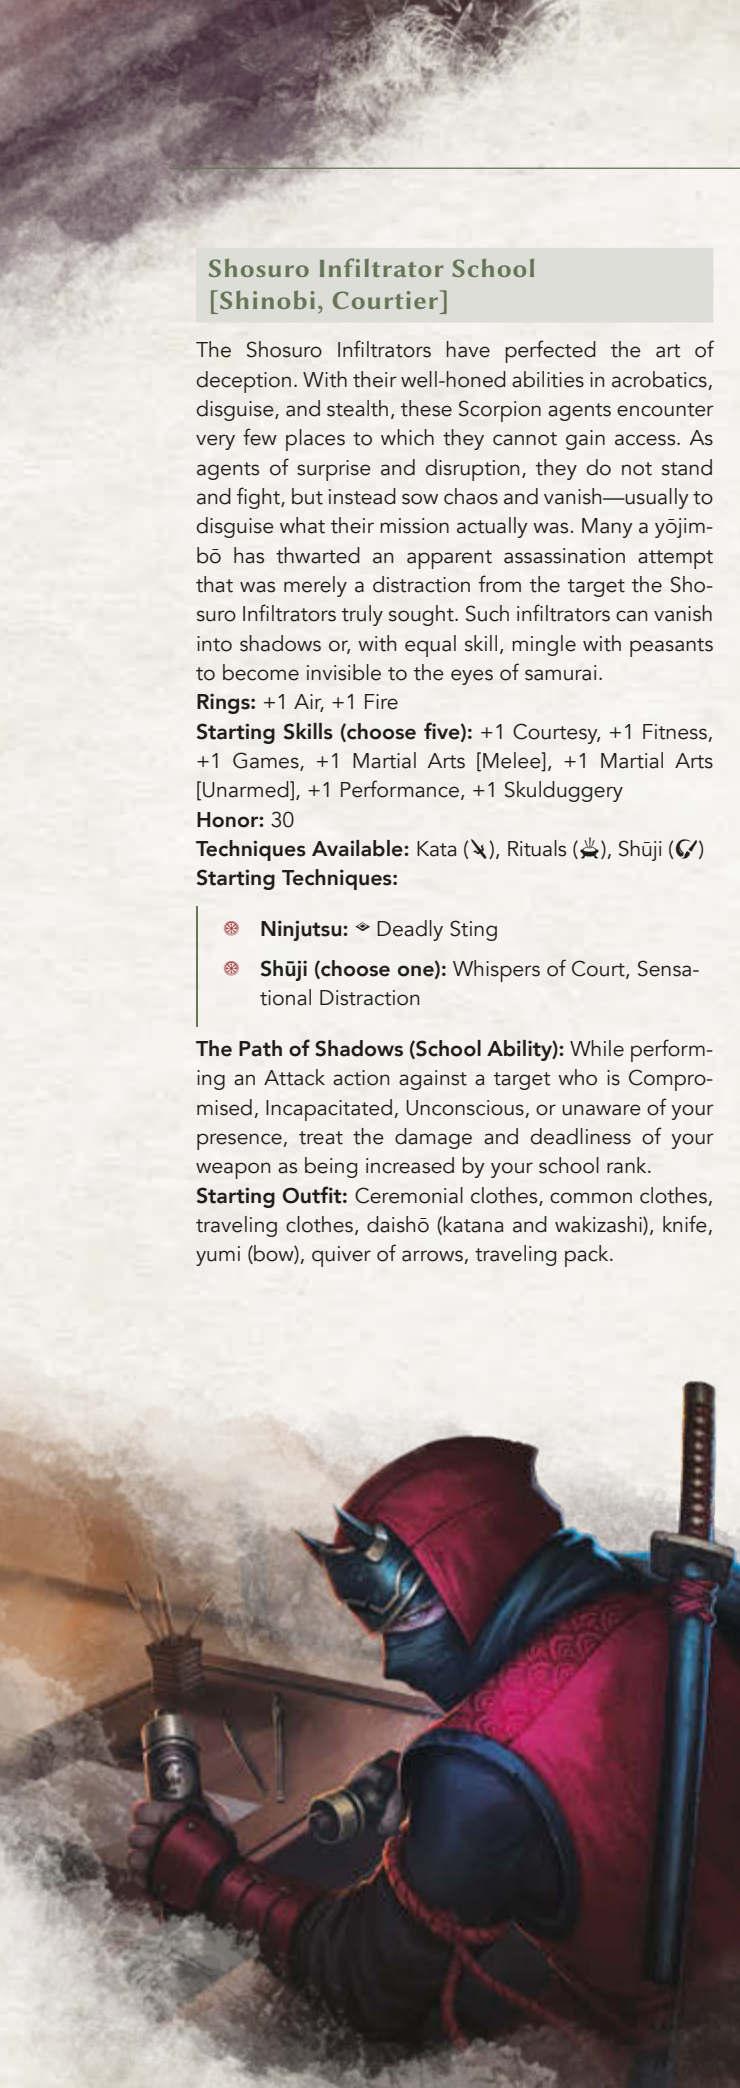 Shosuro Infiltrator School
[Shinobi, Courtier]
The Shosuro Infiltrators have perfected the art of
deception. With their well-honed abilities in acrobatics,
disguise, and stealth, these Scorpion agents encounter
very few places to which they cannot gain access. As
agents of surprise and disruption, they do not stand
and fight, but instead sow chaos and vanish—usually to
disguise what their mission actually was. Many a yōjim-
bō has thwarted an apparent assassination attempt
that was merely a distraction from the target the Sho-
suro Infiltrators truly sought. Such infiltrators can vanish
into shadows or, with equal skill, mingle with peasants
to become invisible to the eyes of samurai.
Rings: +1 Air, +1 Fire
Starting Skills (choose five): +1 Courtesy, +1 Fitness,
+1 Games, +1 Martial Arts [Melee], +1 Martial Arts
[Unarmed], +1 Performance, +1 Skulduggery
Honor: 30
Techniques Available: Kata (), Rituals (), Shūji ()
Starting Techniques:
Ninjutsu: Deadly Sting
Shūji (choose one): Whispers of Court, Sensa-
tional Distraction
The Path of Shadows (School Ability): While perform-
ing an Attack action against a target who is Compro-
mised, Incapacitated, Unconscious, or unaware of your
presence, treat the damage and deadliness of your
weapon as being increased by your school rank.
Starting Outfit: Ceremonial clothes, common clothes,
traveling clothes, daishō (katana and wakizashi), knife,
yumi (bow), quiver of arrows, traveling pack.